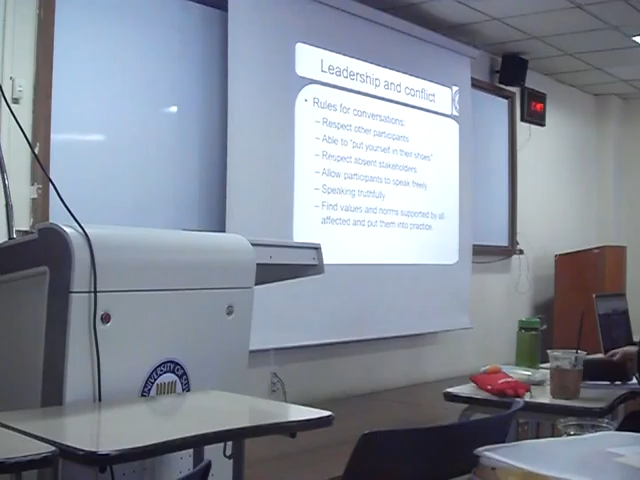 Leadership and conflict
• Rules for conversations:
– Respect other participants
– Able to "put yourself in their shoes"
– Respect absent stakeholders
– Allow participants to speak freely
– Speaking truthfully
– Find values and norms supported by all
affected and put them into practice.
UNIVERSITY OF